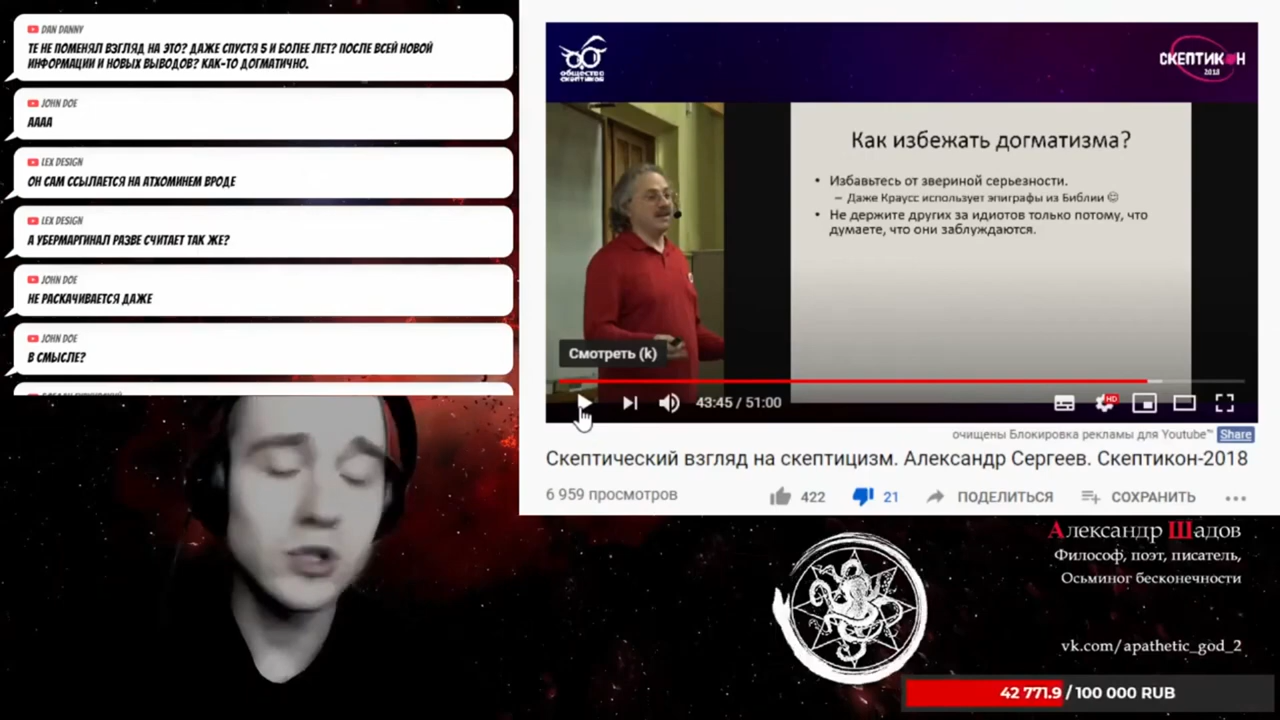 DAN DANNY
ТЕ НЕ ПОМЕНЯЛ ВЗГЛЯД НА ЭТО? ДАЖЕ СПУСТЯ 5 И БОЛЕЕ ЛЕТ? ПОСЛЕ ВСЕЙ НОВОЙ
ИНФОРМАЦИИ И НОВЫХ ВЫВОДОВ? КАК-ТО ДОГМАТИЧНО.
JOHN DOE
АААА
LEX DESIGN
ОН САМ ССЫЛАЕТСЯ НА АТХОМИНЕМ ВРОДЕ
LEX DESIGN
А УБЕРМАРГИНАЛ РАЗВЕ СЧИТАЕТ ТАК ЖЕ?
JOHN DOE
НЕ РАСКАЧИВАЕТСЯ ДАЖЕ
JOHN DOE
В СМЫСЛЕ?
общество
скептиков
СКЕПТИКОН
2018
Как избежать догматизма?
• Избавьтесь от звериной серьезности.
– Даже Краусс использует эпиграфы из Библии ☺
• Не держите других за идиотов только потому, что
думаете, что они заблуждаются.
Смотреть (k)
43:45 / 51:00
HD
очищены Блокировка рекламы для Youtube™ Share
Скептический взгляд на скептицизм. Александр Сергеев. Скептикон-2018
6 959 просмотров
422
21
ПОДЕЛИТЬСЯ
СОХРАНИТЬ
Александр Шадов
Философ, поэт, писатель,
Осьминог бесконечности
vk.com/apathetic_god_2
42 771.9 / 100 000 RUB